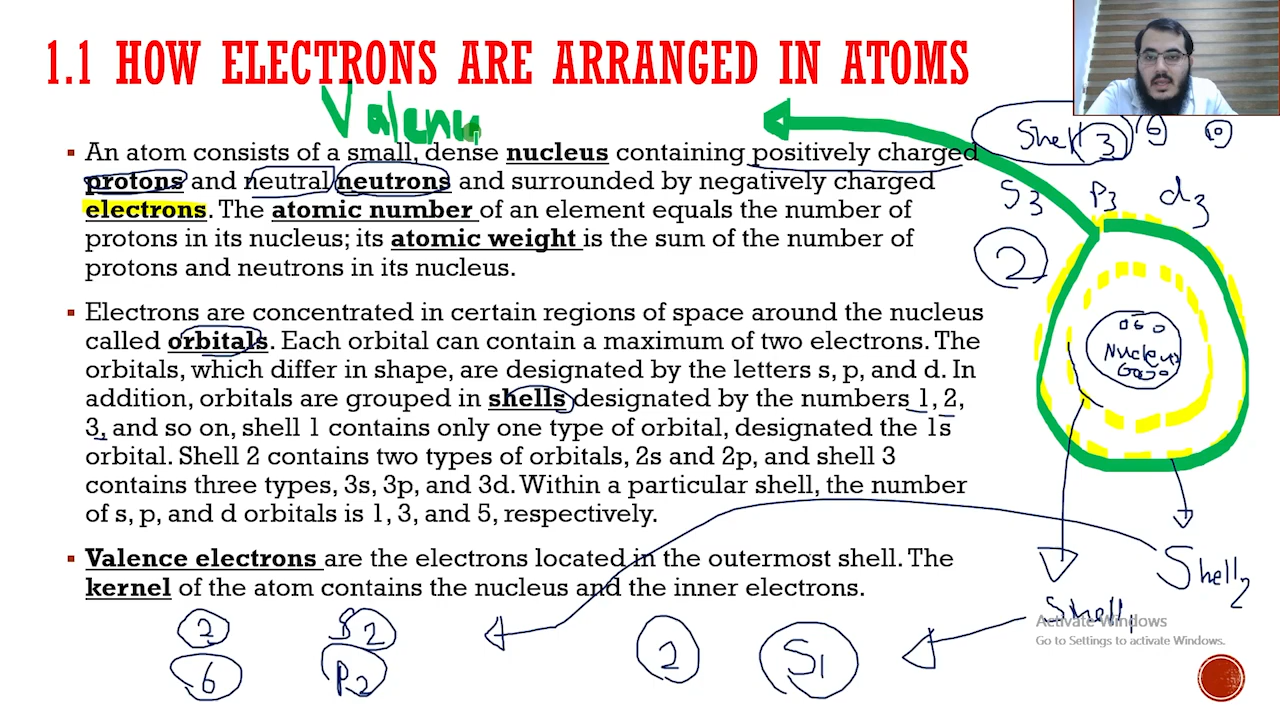 1.1 HOW ELECTRONS ARE ARRANGED IN ATOMS
Valenu
Shell 3 6 10
▪ An atom consists of a small, dense nucleus containing positively charged
protons and neutral neutrons and surrounded by negatively charged
electrons. The atomic number of an element equals the number of
protons in its nucleus; its atomic weight is the sum of the number of
protons and neutrons in its nucleus.
S3 P3 d3
2
Nucleus
▪ Electrons are concentrated in certain regions of space around the nucleus
called orbitals. Each orbital can contain a maximum of two electrons. The
orbitals, which differ in shape, are designated by the letters s, p, and d. In
addition, orbitals are grouped in shells designated by the numbers 1, 2,
3, and so on, shell 1 contains only one type of orbital, designated the 1s
orbital. Shell 2 contains two types of orbitals, 2s and 2p, and shell 3
contains three types, 3s, 3p, and 3d. Within a particular shell, the number
of s, p, and d orbitals is 1, 3, and 5, respectively.
▪ Valence electrons are the electrons located in the outermost shell. The
kernel of the atom contains the nucleus and the inner electrons.
Shell2
Shell1
2 S2
6 P2
2 S1
Activate Windows
Go to Settings to activate Windows.